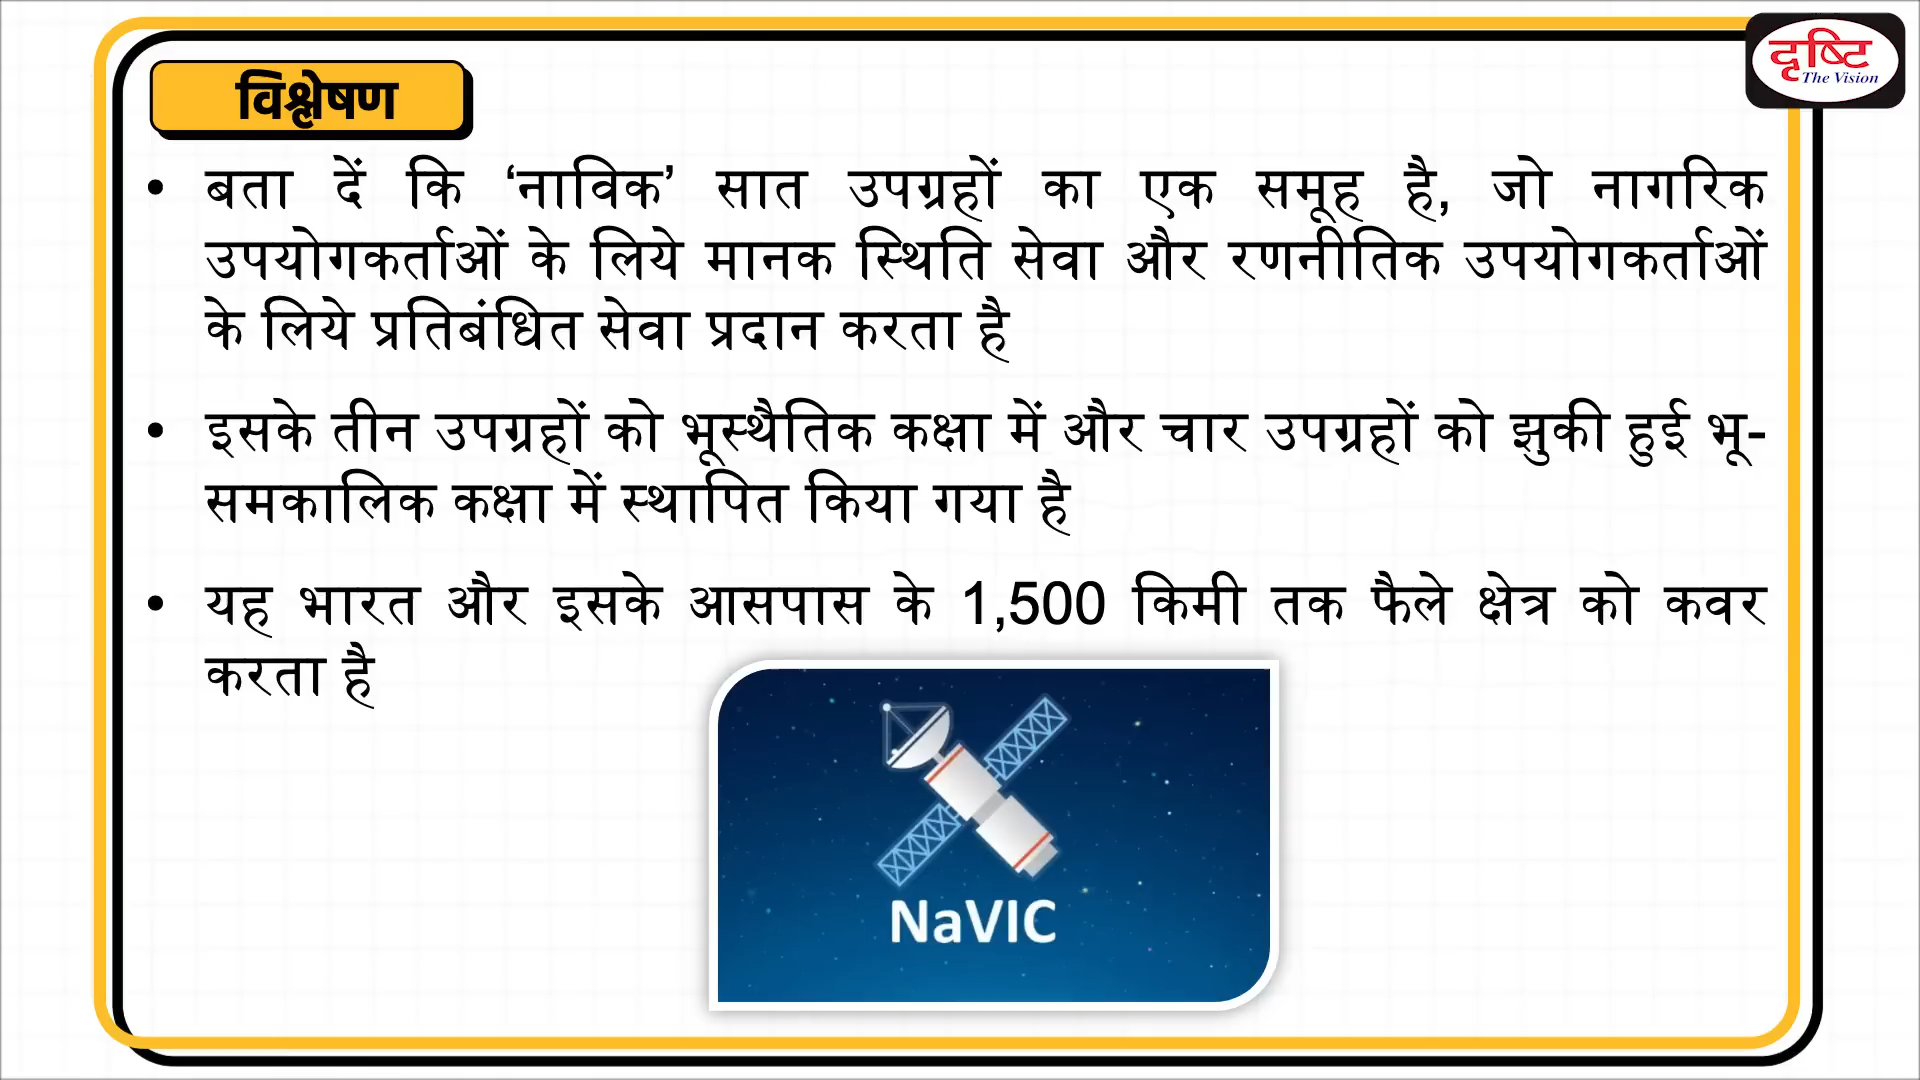 दृष्टि
The Vision
विश्लेषण
• बता दें कि ‘नाविक’ सात उपग्रहों का एक समूह है, जो नागरिक
उपयोगकर्ताओं के लिये मानक स्थिति सेवा और रणनीतिक उपयोगकर्ताओं
के लिये प्रतिबंधित सेवा प्रदान करता है
• इसके तीन उपग्रहों को भूस्थैतिक कक्षा में और चार उपग्रहों को झुकी हुई भू-
समकालिक कक्षा में स्थापित किया गया है
• यह भारत और इसके आसपास के 1,500 किमी तक फैले क्षेत्र को कवर
करता है
NaVIC